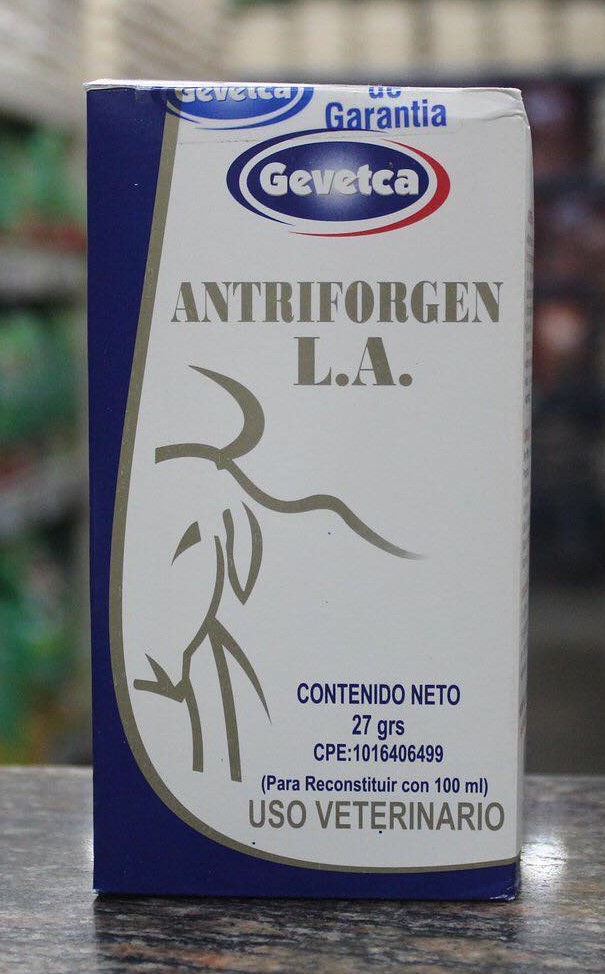 Gevetca
de
Garantia
Gevetca
ANTRIFORGEN
L.A.
CONTENIDO NETO
27 grs
CPE:1016406499
(Para Reconstituir con 100 ml)
USO VETERINARIO